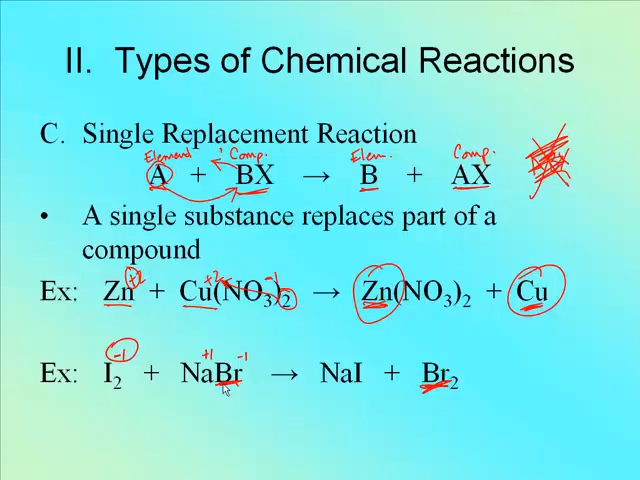 II. Types of Chemical Reactions
C. Single Replacement Reaction
Element Comp. Elem. Comp.
A + BX → B + AX
• A single substance replaces part of a
compound
+2 +2 -1
Ex: Zn + Cu(NO₃)₂ → Zn(NO₃)₂ + Cu
-1 +1 -1
Ex: I₂ + NaBr → NaI + Br₂